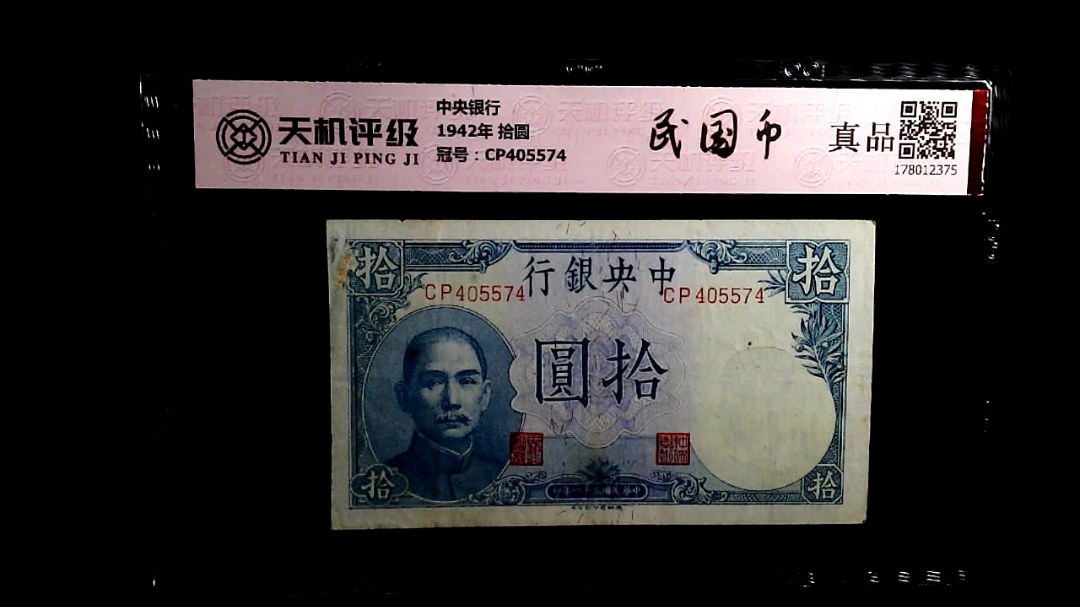 天机评级
TIAN JI PING JI
中央银行
1942年 拾圆
冠号：CP405574
民国币
真品
178012375
拾
行銀央中
拾
CP405574
CP405574
圓拾
拾
拾